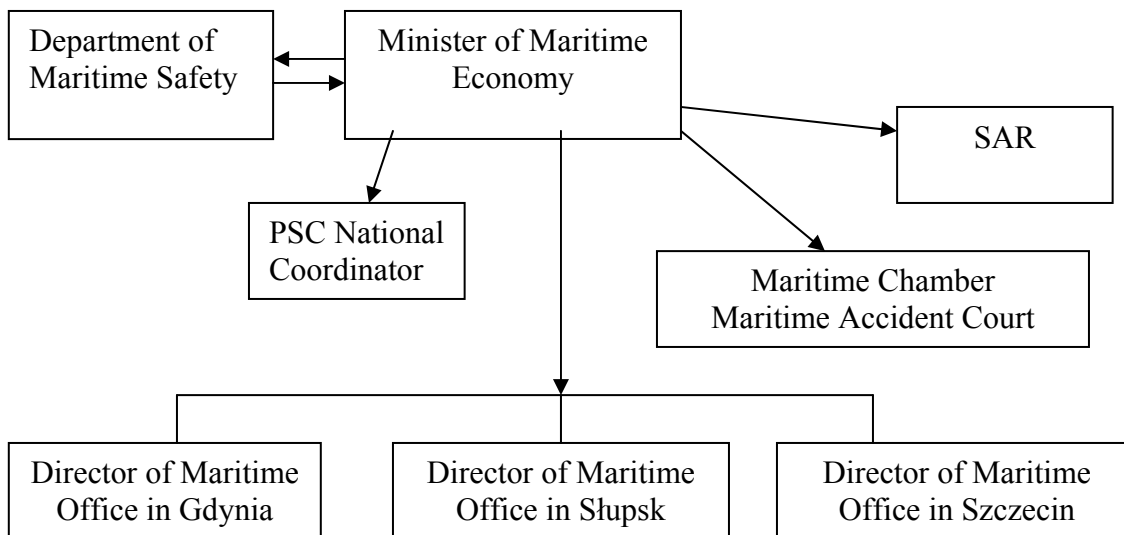 Department of
Maritime Safety
Minister of Maritime
Economy
SAR
PSC National
Coordinator
Maritime Chamber
Maritime Accident Court
Director of Maritime
Office in Gdynia
Director of Maritime
Office in Słupsk
Director of Maritime
Office in Szczecin